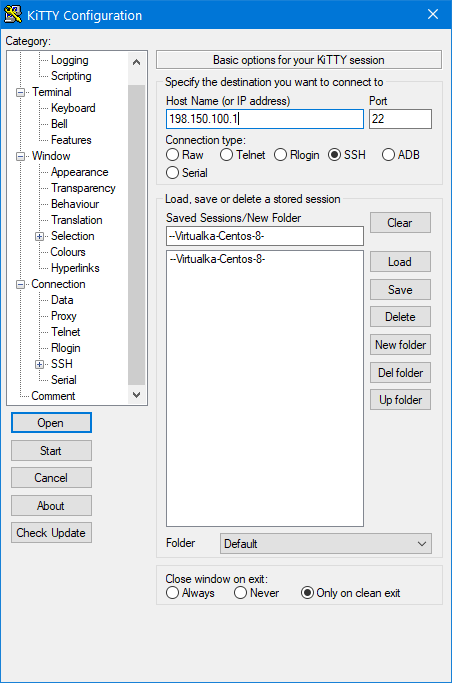 KiTTY Configuration
Category:
Logging
Scripting
Terminal
Keyboard
Bell
Features
Window
Appearance
Transparency
Behaviour
Translation
Selection
Colours
Hyperlinks
Connection
Data
Proxy
Telnet
Rlogin
SSH
Serial
Comment
Open
Start
Cancel
About
Check Update
Basic options for your KiTTY session
Specify the destination you want to connect to
Host Name (or IP address) Port
198.150.100.1 22
Connection type:
Raw Telnet Rlogin SSH ADB
Serial
Load, save or delete a stored session
Saved Sessions/New Folder
--Virtualka-Centos-8-
--Virtualka-Centos-8-
Clear
Load
Save
Delete
New folder
Del folder
Up folder
Folder Default
Close window on exit:
Always Never Only on clean exit